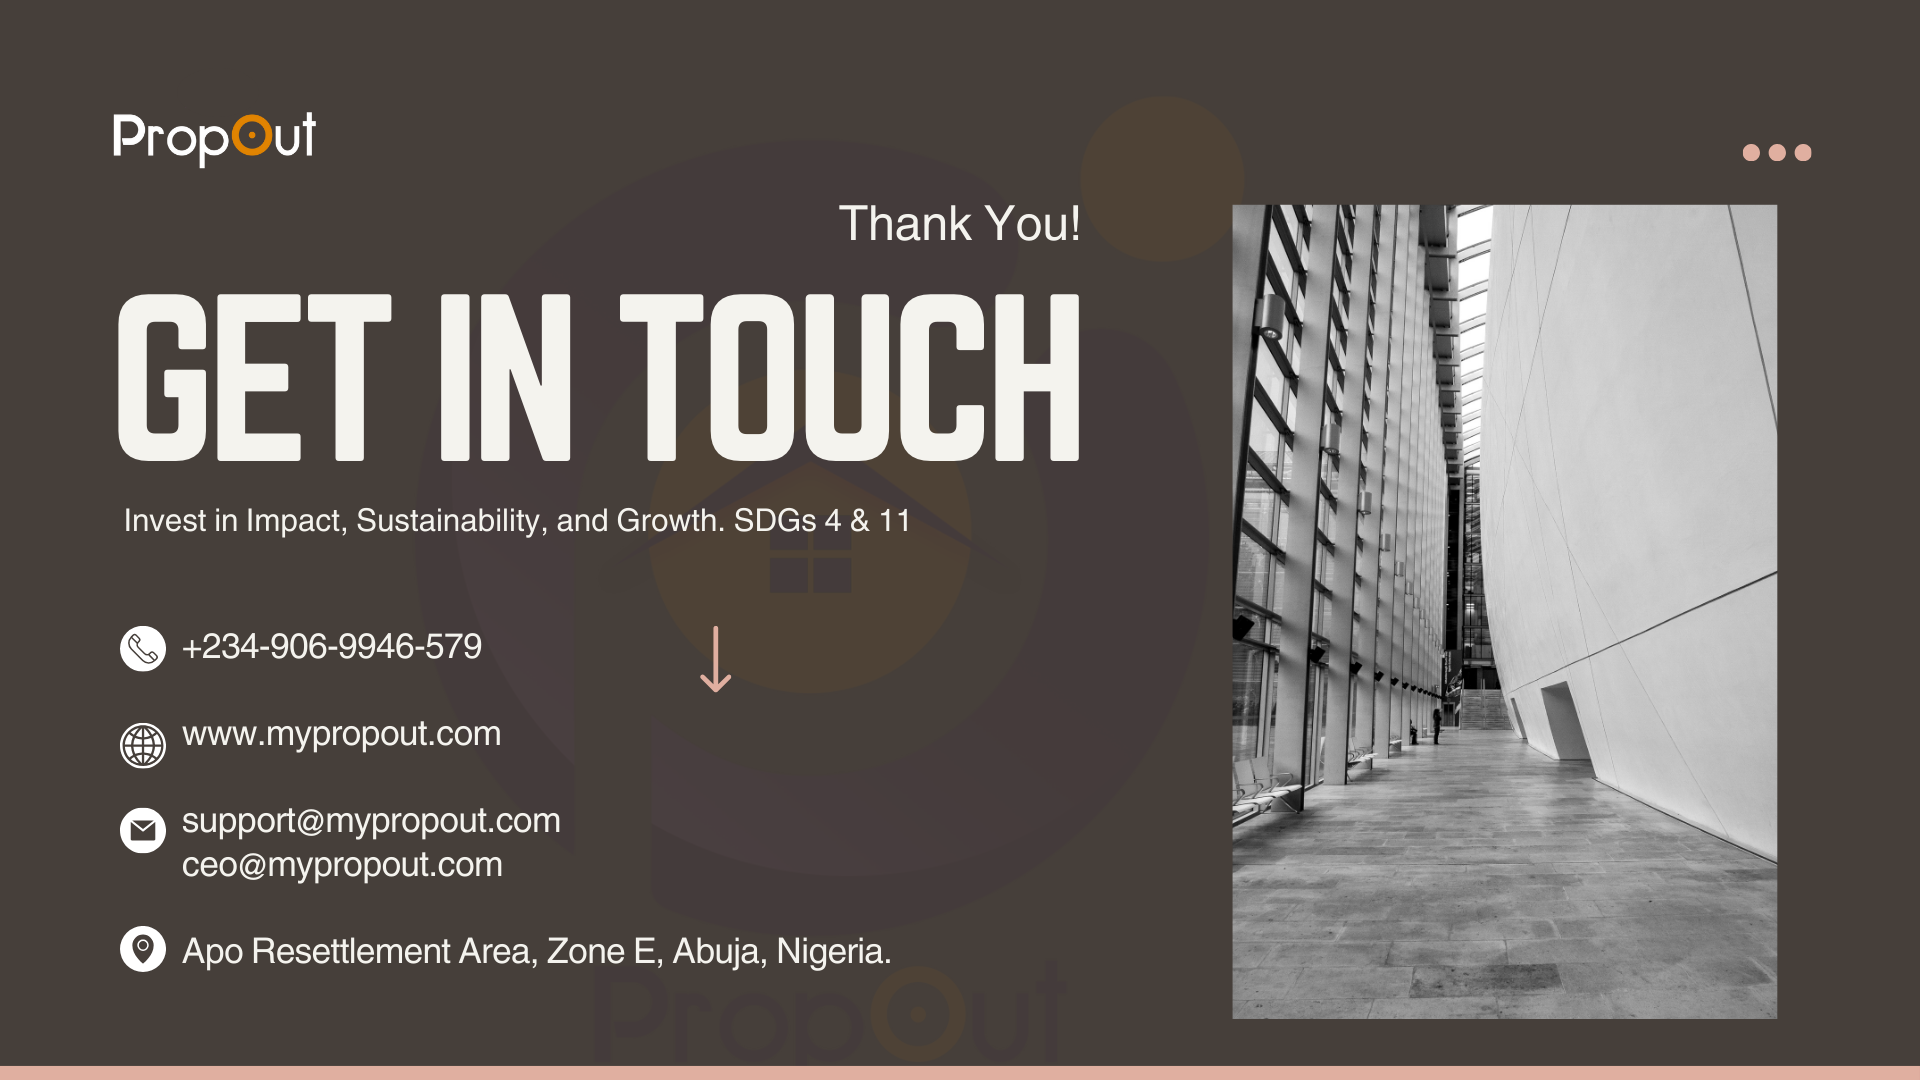 PropOut
Thank You!
GET IN TOUCH
Invest in Impact, Sustainability, and Growth. SDGs 4 & 11
+234-906-9946-579
www.mypropout.com
support@mypropout.com
ceo@mypropout.com
Apo Resettlement Area, Zone E, Abuja, Nigeria.
PropOut